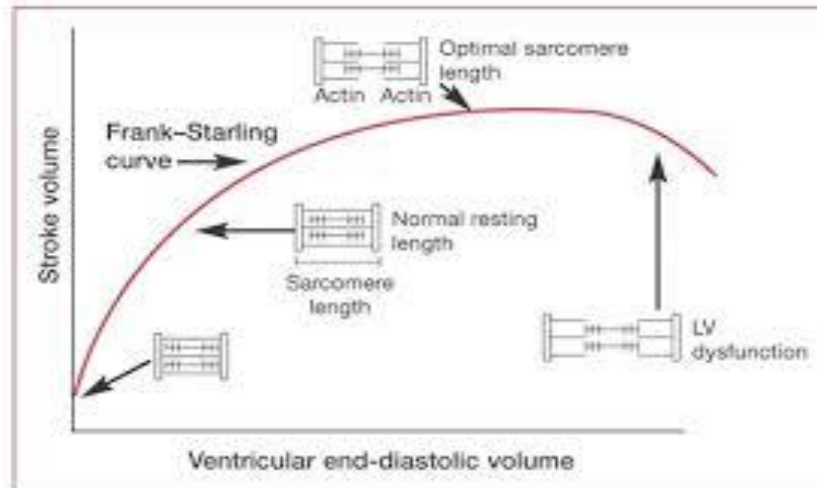 Optimal sarcomere
length
Actin Actin
Frank–Starling
curve
Stroke volume
Normal resting
length
Sarcomere
length
LV
dysfunction
Ventricular end-diastolic volume